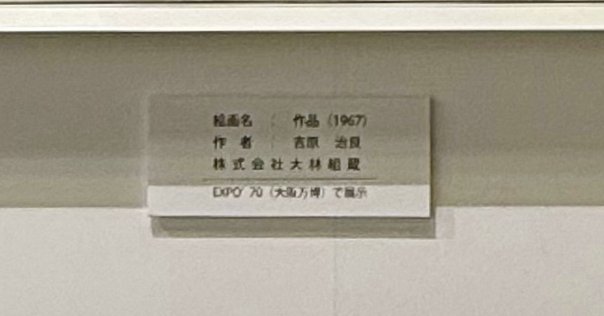 絵画名 : 作品 (1967)
作者 : 吉原 治良
株式会社大林組蔵
EXPO' 70 (大阪万博) で展示